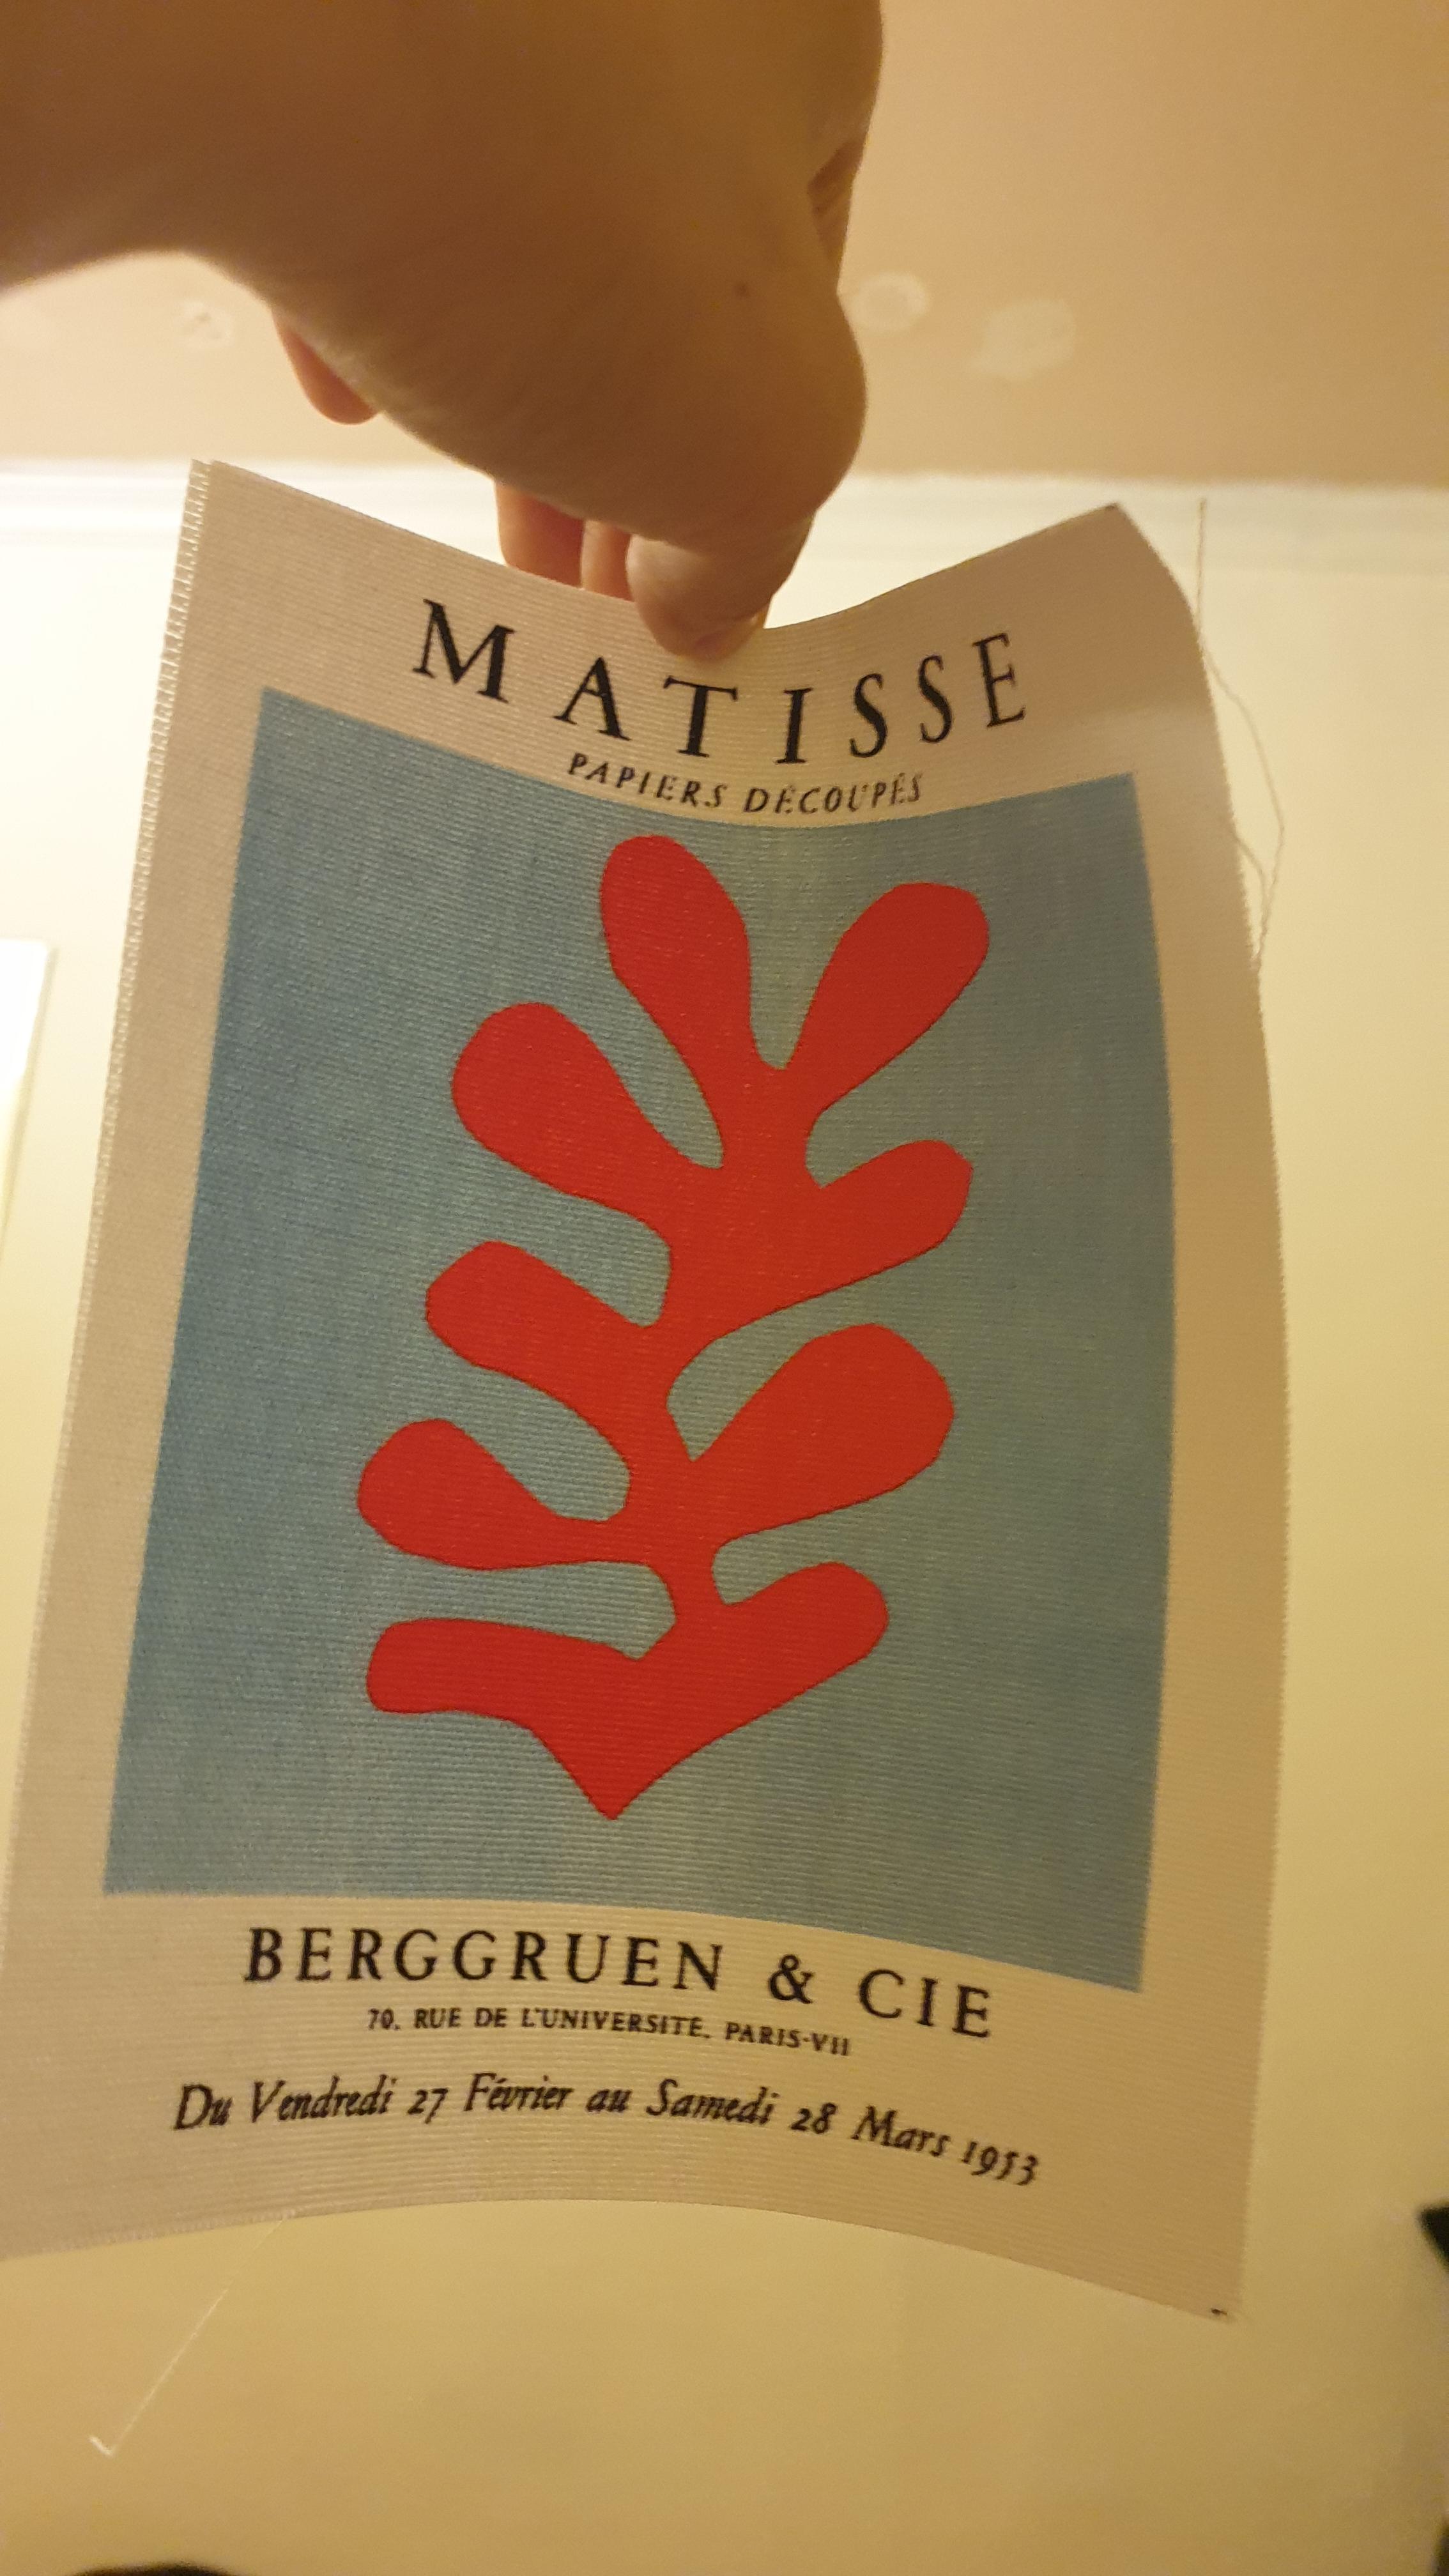 MATISSE
PAPIERS DÉCOUPÉS
BERGGRUEN & CIE
70, RUE DE L'UNIVERSITE, PARIS-VII
Du Vendredi 27 Février au Samedi 28 Mars 1953